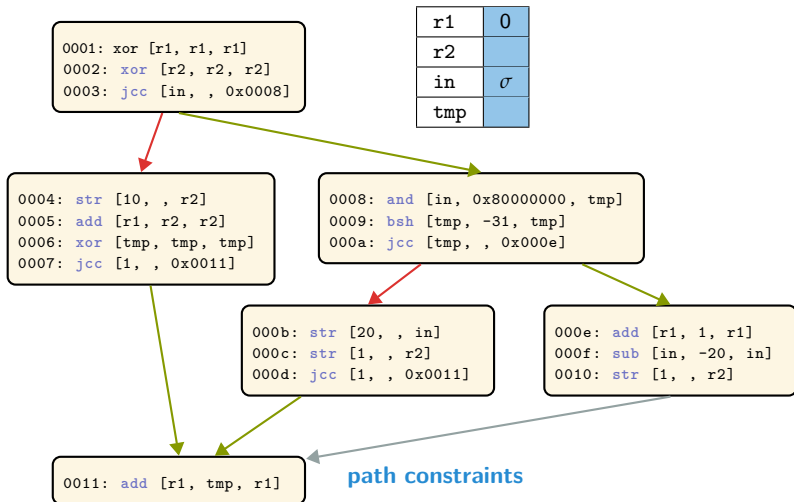 r1 0
r2
in σ
tmp
0001: xor [r1, r1, r1]
0002: xor [r2, r2, r2]
0003: jcc [in, , 0x0008]
0004: str [10, , r2]
0005: add [r1, r2, r2]
0006: xor [tmp, tmp, tmp]
0007: jcc [1, , 0x0011]
0008: and [in, 0x80000000, tmp]
0009: bsh [tmp, -31, tmp]
000a: jcc [tmp, , 0x000e]
000b: str [20, , in]
000c: str [1, , r2]
000d: jcc [1, , 0x0011]
000e: add [r1, 1, r1]
000f: sub [in, -20, in]
0010: str [1, , r2]
0011: add [r1, tmp, r1]
path constraints